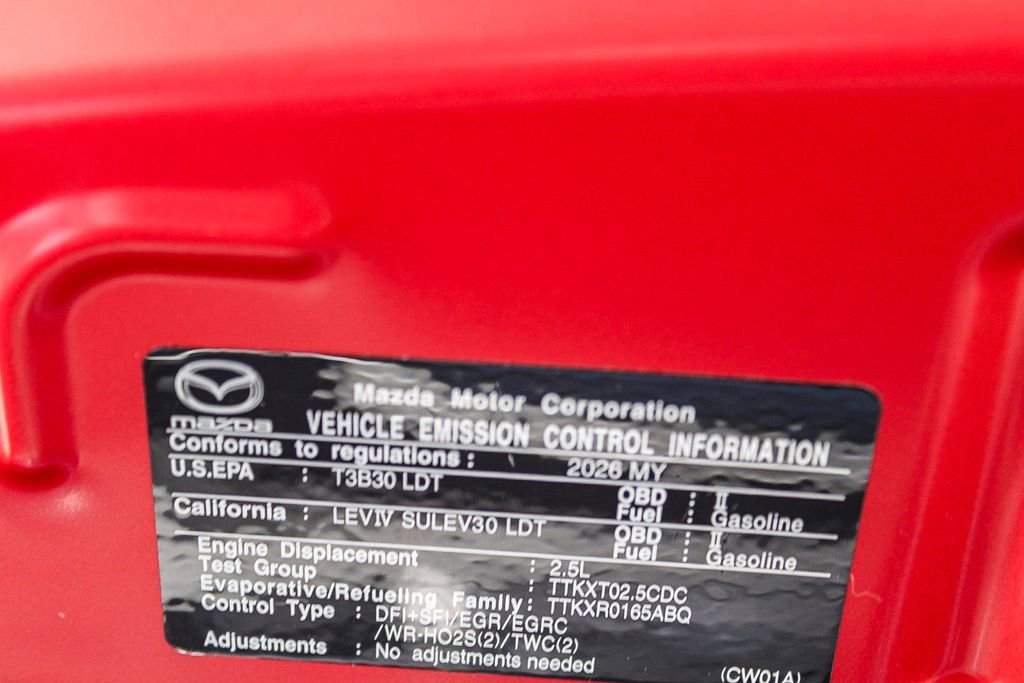 mazda
Mazda Motor Corporation
VEHICLE EMISSION CONTROL INFORMATION
Conforms to regulations : 2026 MY
U.S.EPA : T3B30 LDT OBD : II
Fuel : Gasoline
California : LEVIV SULEV30 LDT OBD : II
Fuel : Gasoline
Engine Displacement : 2.5L
Test Group : TTKXT02.5CDC
Evaporative/Refueling Family : TTKXR0165ABQ
Control Type : DFI+SFI/EGR/EGRC
/WR-HO2S(2)/TWC(2)
Adjustments : No adjustments needed
(CW01A)